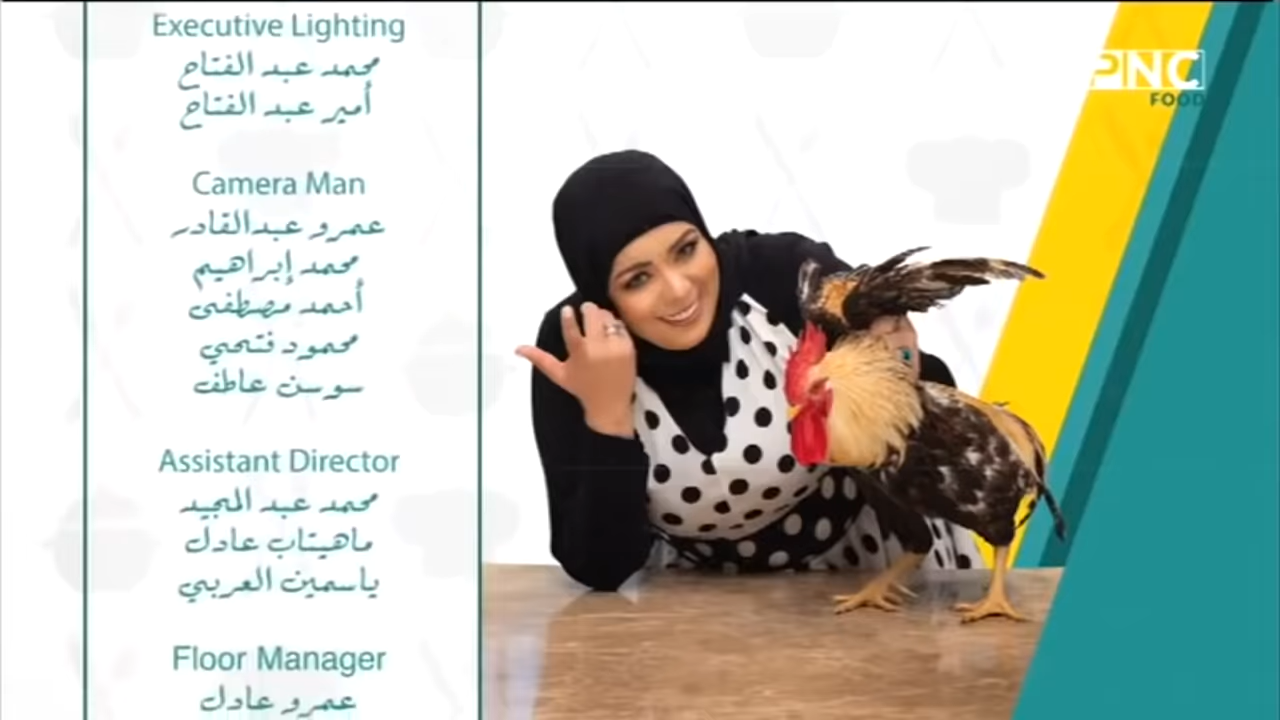 Executive Lighting
محمد عبد الفتاح
أمير عبد الفتاح
Camera Man
عمرو عبدالقادر
محمد إبراهيم
أحمد مصطفى
محمود فتحي
سوسن عاطف
Assistant Director
محمد عبد المجيد
ماهيتاب عادل
ياسمين العربي
Floor Manager
عمرو عادل
PNC
FOOD